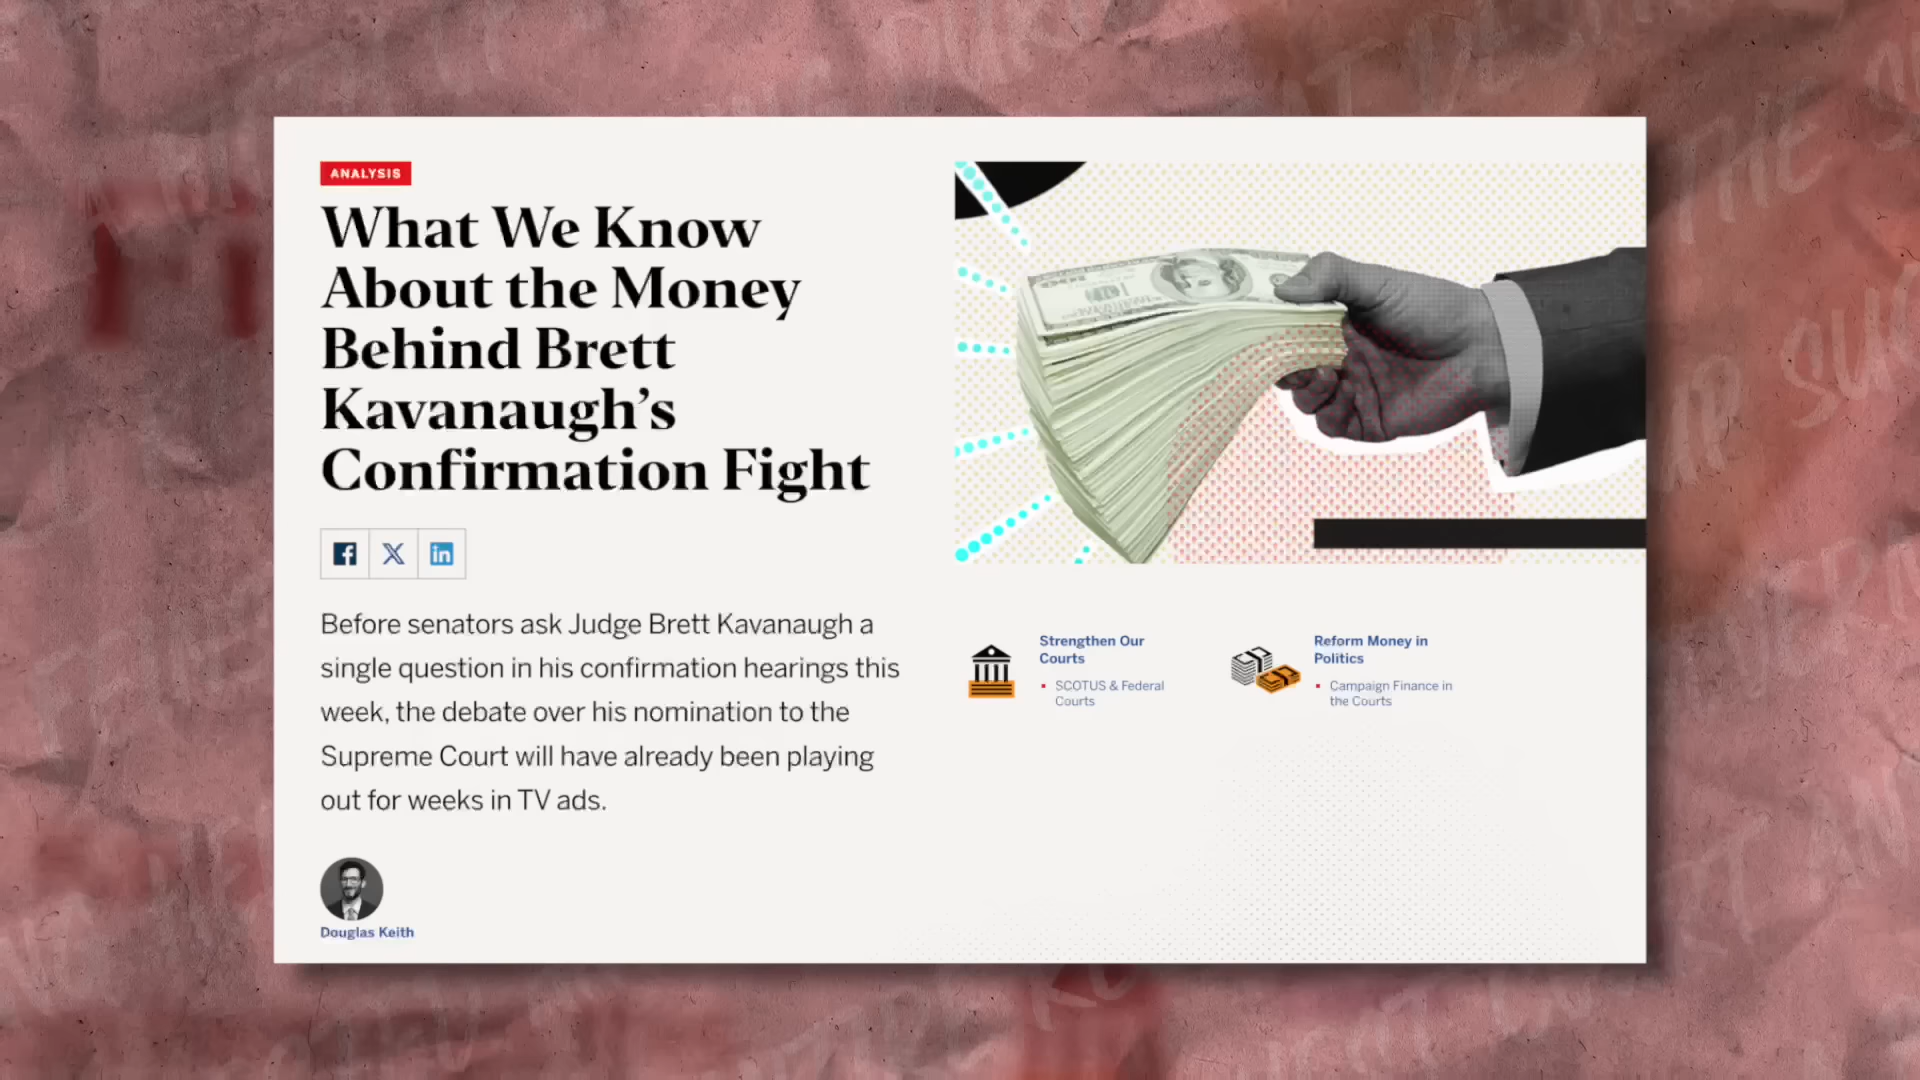 ANALYSIS
What We Know
About the Money
Behind Brett
Kavanaugh’s
Confirmation Fight
Before senators ask Judge Brett Kavanaugh a
single question in his confirmation hearings this
week, the debate over his nomination to the
Supreme Court will have already been playing
out for weeks in TV ads.
Douglas Keith
100
Strengthen Our
Courts
SCOTUS & Federal
Courts
Reform Money in
Politics
Campaign Finance in
the Courts